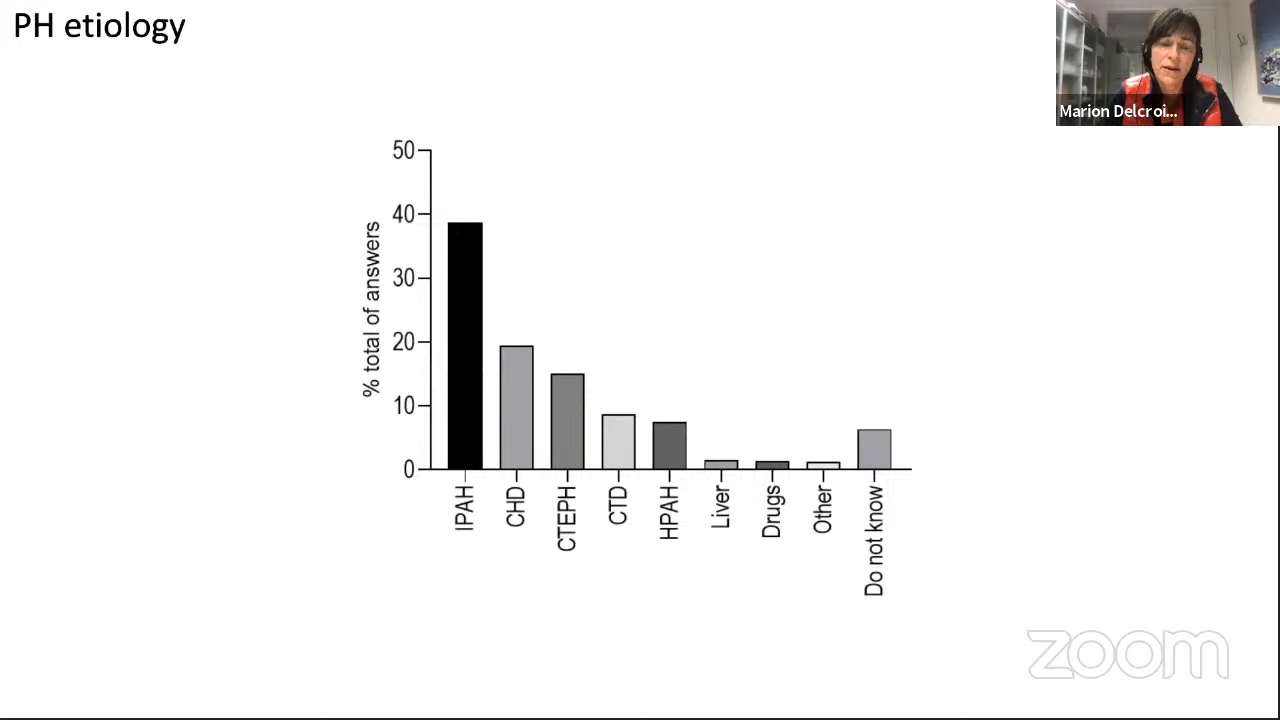 PH etiology
Marion Delcroi...
50
40
30
20
10
0
% total of answers
IPAH
CHD
CTEPH
CTD
HPAH
Liver
Drugs
Other
Do not know
zoom